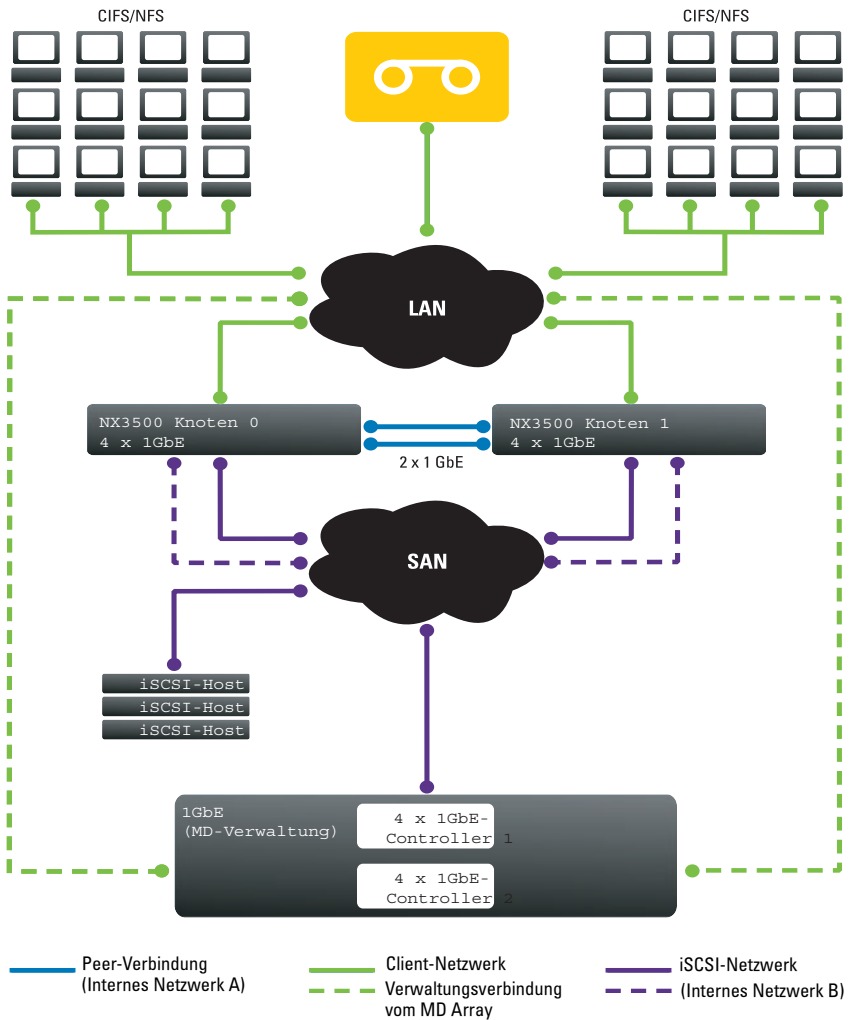 CIFS/NFS
CIFS/NFS
LAN
NX3500 Knoten 0
4 x 1GbE
NX3500 Knoten 1
4 x 1GbE
2 x 1 GbE
SAN
iSCSI-Host
iSCSI-Host
iSCSI-Host
1GbE
(MD-Verwaltung)
4 x 1GbE-
Controller 1
4 x 1GbE-
Controller 2
Peer-Verbindung
(Internes Netzwerk A)
Client-Netzwerk
Verwaltungsverbindung
vom MD Array
iSCSI-Netzwerk
(Internes Netzwerk B)